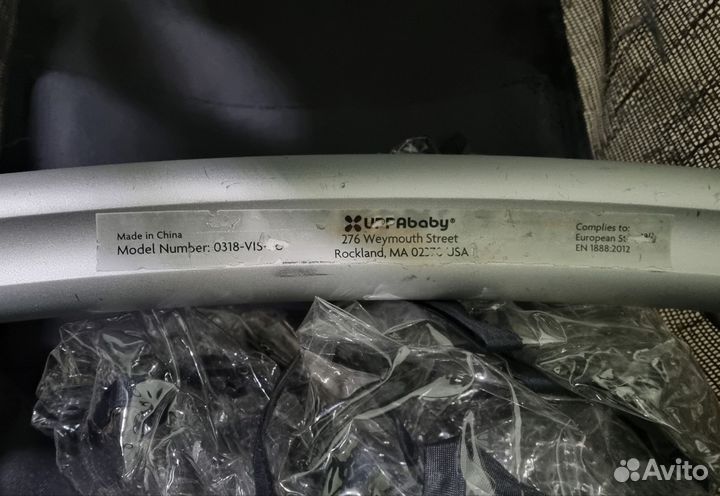 Made in China
Model Number: 0318-VIS-
UPPAbaby®
276 Weymouth Street
Rockland, MA USA
Complies to:
European
EN 1888:2012
Avito